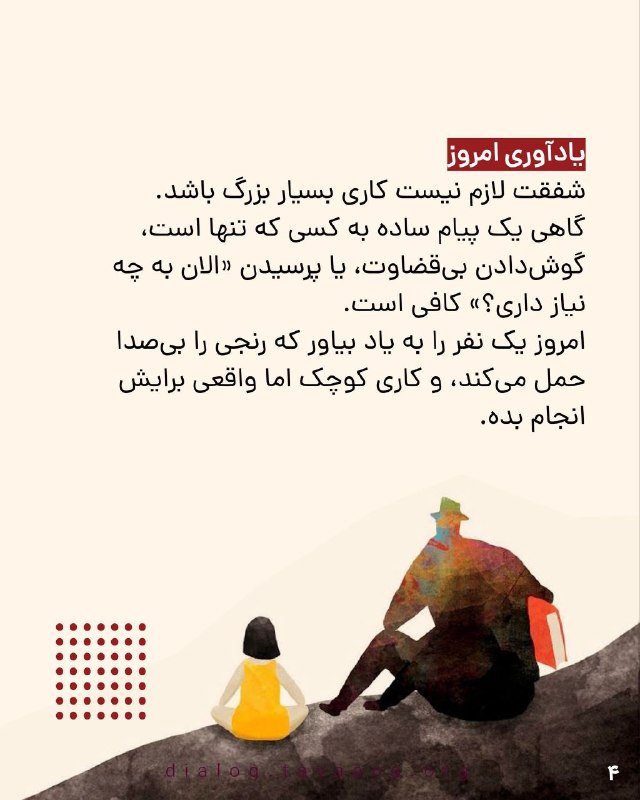 یادآوری امروز
شفقت لازم نیست کاری بسیار بزرگ باشد.
گاهی یک پیام ساده به کسی که تنها است،
گوش‌دادن بی‌قضاوت، یا پرسیدن «الان به چه
نیاز داری؟» کافی است.
امروز یک نفر را به یاد بیاور که رنجی را بی‌صدا
حمل می‌کند، و کاری کوچک اما واقعی برایش
انجام بده.
۴